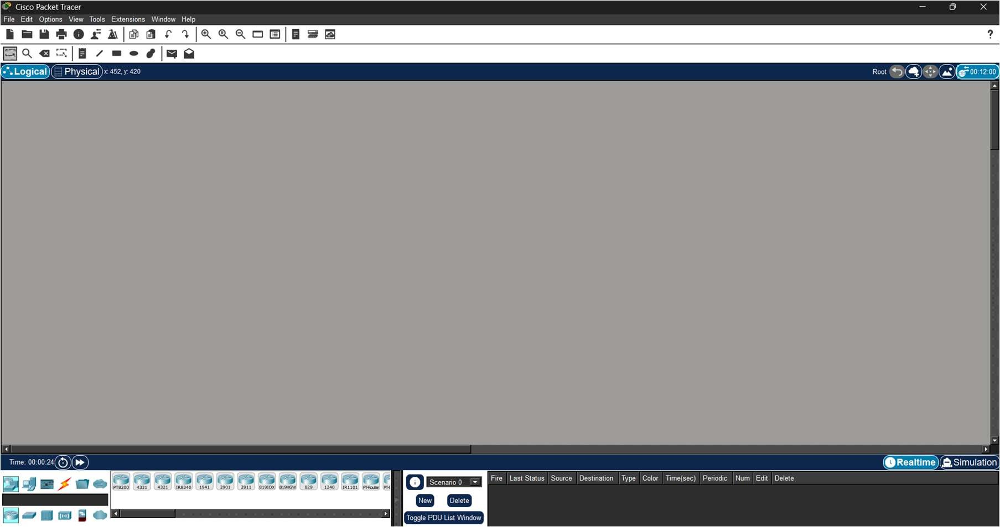 Cisco Packet Tracer
File Edit Options View Tools Extensions Window Help
?
Logical Physical x: 452, y: 420 Root 00:12:00
Time: 00:00:24 Realtime Simulation
PT8200 4331 4321 IR8340 1941 2901 2911 819IOX 819HGW 829 1240 IR1101 PT-Router
Scenario 0
New Delete
Toggle PDU List Window
Fire Last Status Source Destination Type Color Time(sec) Periodic Num Edit Delete